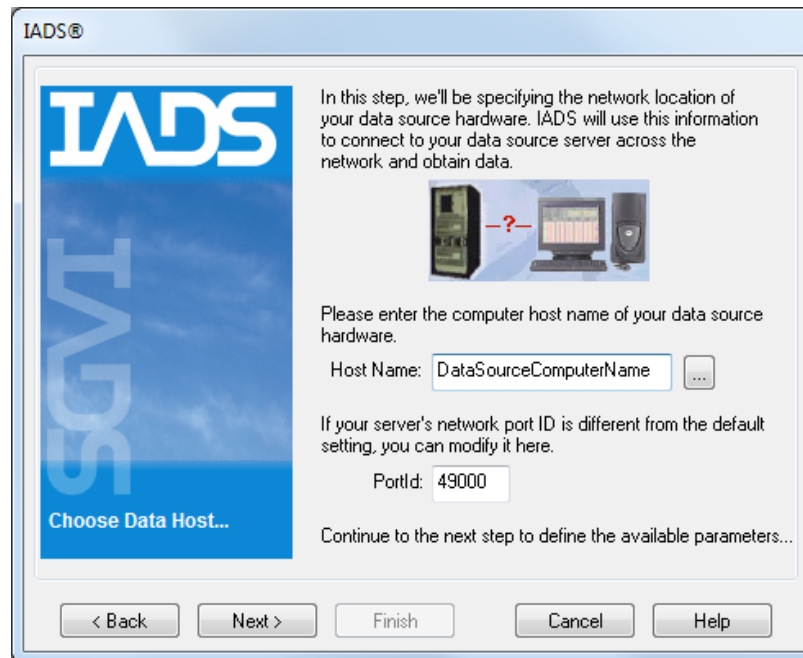 IADS®
IADS
IADS
Choose Data Host...
In this step, we'll be specifying the network location of
your data source hardware. IADS will use this information
to connect to your data source server across the
network and obtain data.
–?–
Please enter the computer host name of your data source
hardware.
Host Name: DataSourceComputerName ...
If your server's network port ID is different from the default
setting, you can modify it here.
PortId: 49000
Continue to the next step to define the available parameters...
< Back Next > Finish Cancel Help